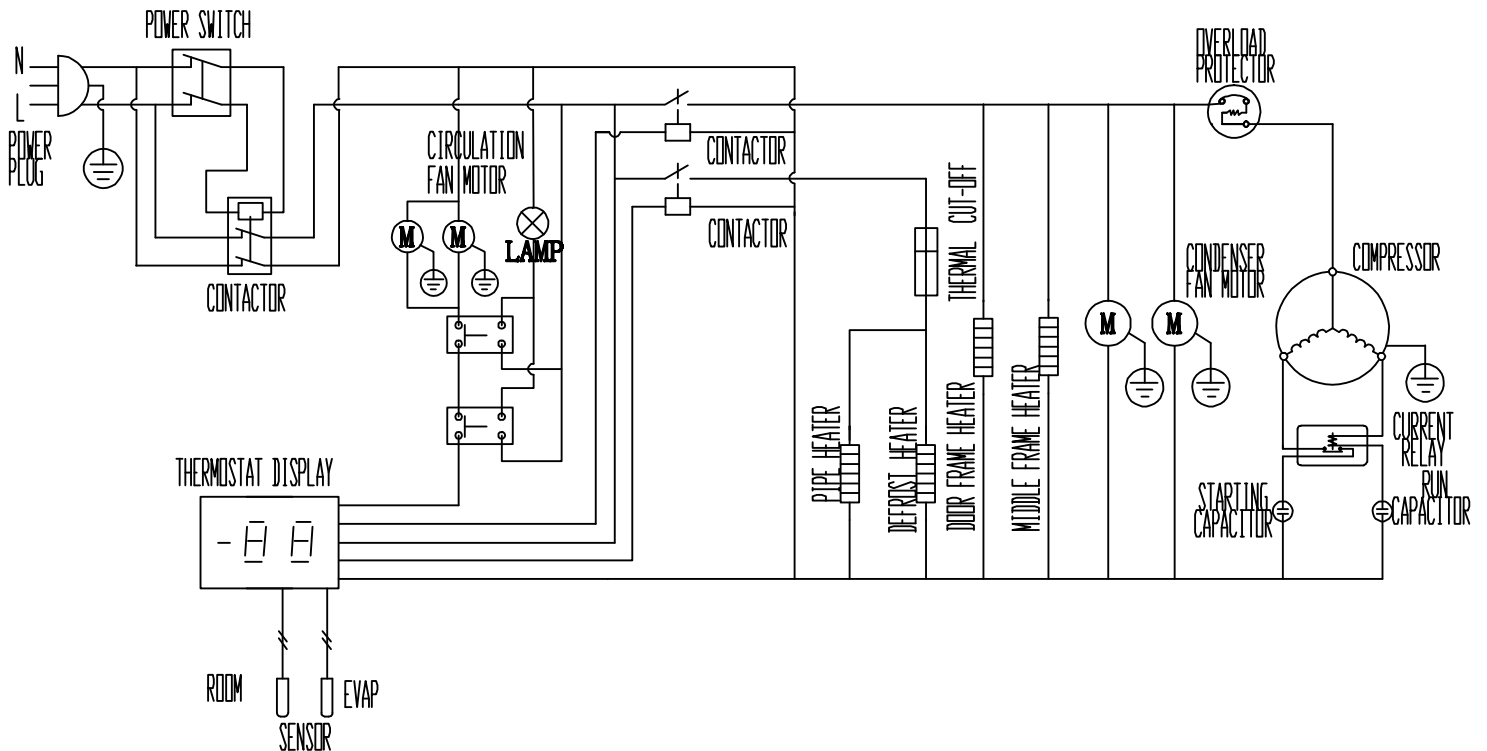 POWER SWITCH
N
L
POWER
PLUG
CONTACTOR
CIRCULATION
FAN MOTOR
M
M
LAMP
CONTACTOR
CONTACTOR
OVERLOAD
PROTECTOR
THERMAL CUT-OFF
CONDENSER
FAN MOTOR
M
M
COMPRESSOR
PIPE HEATER
DEFROST HEATER
DOOR FRAME HEATER
MIDDLE FRAME HEATER
CURRENT
RELAY
STARTING
CAPACITOR
RUN
CAPACITOR
THERMOSTAT DISPLAY
-88
ROOM
EVAP
SENSOR